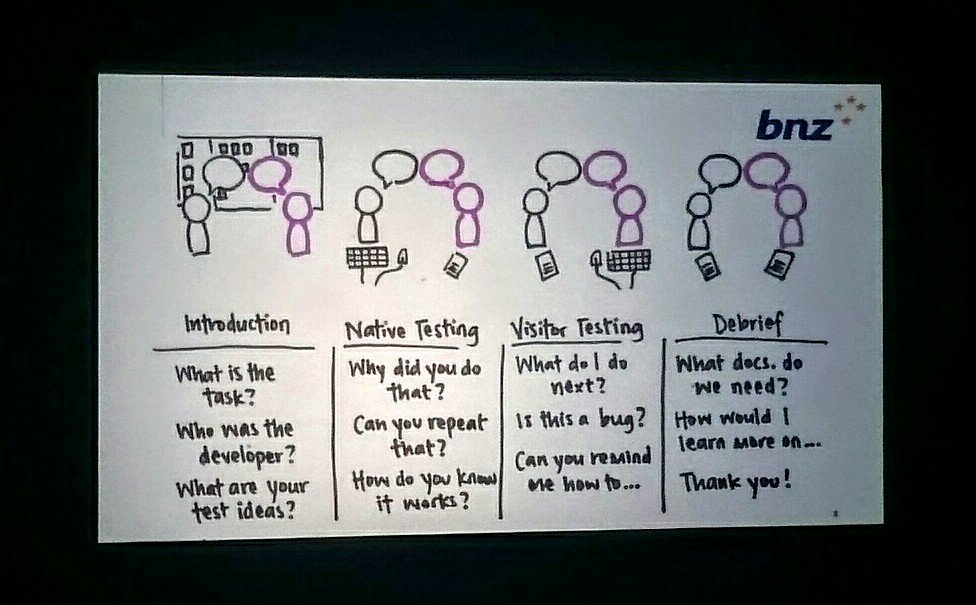 bnz
Introduction
What is the
task?
Who was the
developer?
What are your
test ideas?
Native Testing
Why did you do
that?
Can you repeat
that?
How do you know
it works?
Visitor Testing
What do I do
next?
Is this a bug?
Can you remind
me how to...
Debrief
What docs. do
we need?
How would I
learn more on...
Thank you!